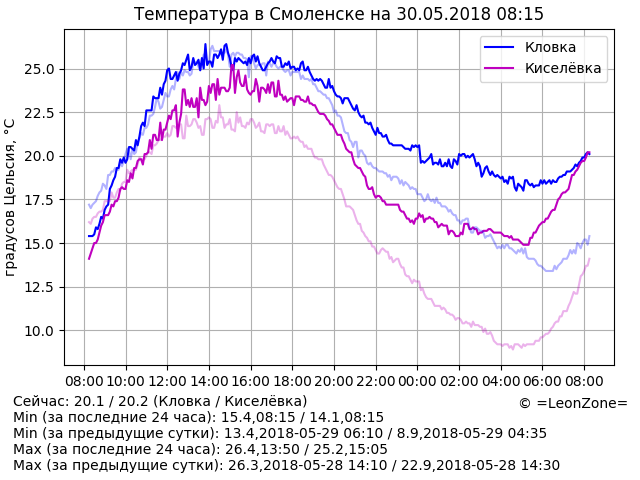 Температура в Смоленске на 30.05.2018 08:15
градусов Цельсия, °C
25.0
22.5
20.0
17.5
15.0
12.5
10.0
Кловка
Киселёвка
08:00 10:00 12:00 14:00 16:00 18:00 20:00 22:00 00:00 02:00 04:00 06:00 08:00
Сейчас: 20.1 / 20.2 (Кловка / Киселёвка)
© =LeonZone=
Min (за последние 24 часа): 15.4,08:15 / 14.1,08:15
Min (за предыдущие сутки): 13.4,2018-05-29 06:10 / 8.9,2018-05-29 04:35
Max (за последние 24 часа): 26.4,13:50 / 25.2,15:05
Max (за предыдущие сутки): 26.3,2018-05-28 14:10 / 22.9,2018-05-28 14:30